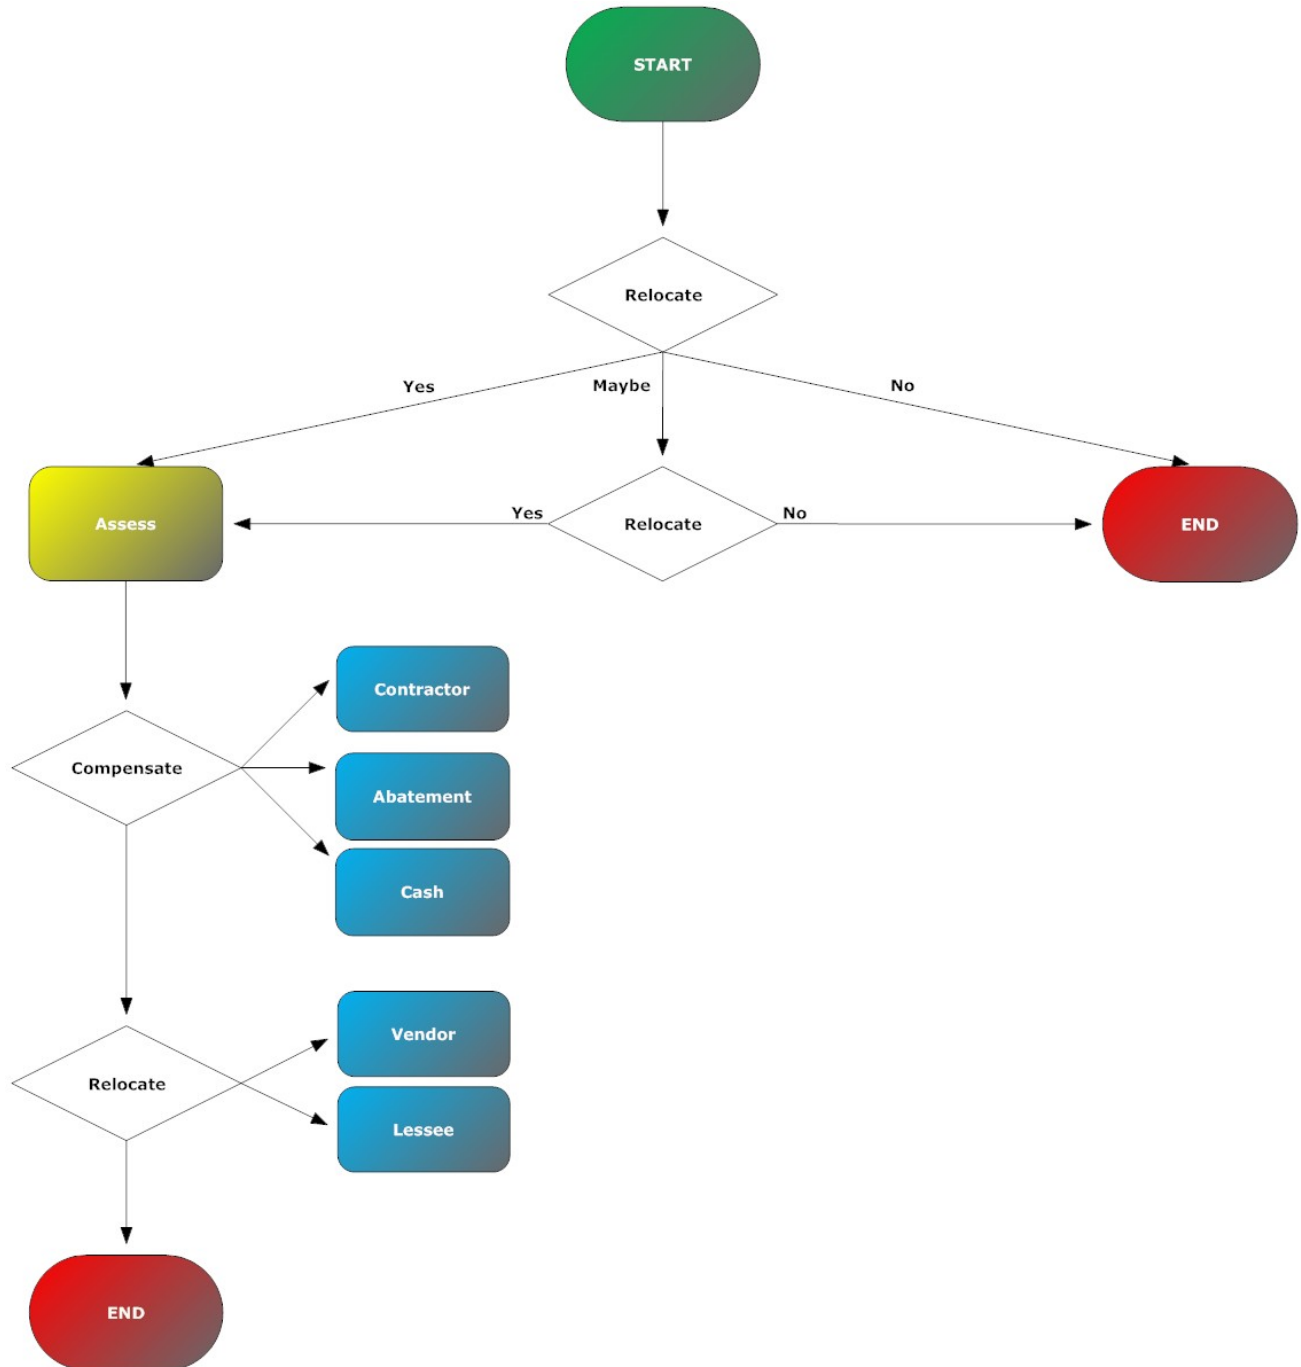 START
Relocate
Yes
Maybe
No
Assess
Yes
Relocate
No
END
Contractor
Compensate
Abatement
Cash
Vendor
Relocate
Lessee
END